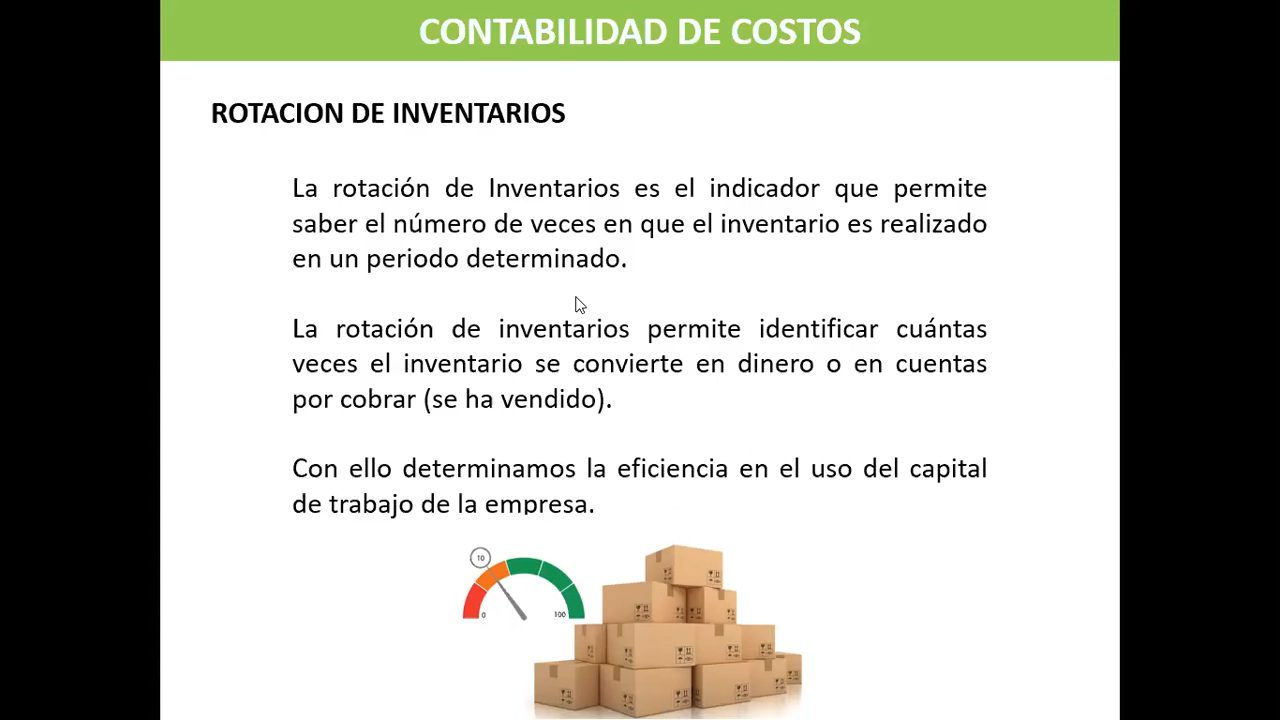 CONTABILIDAD DE COSTOS
ROTACION DE INVENTARIOS
La rotación de Inventarios es el indicador que permite
saber el número de veces en que el inventario es realizado
en un periodo determinado.
La rotación de inventarios permite identificar cuántas
veces el inventario se convierte en dinero o en cuentas
por cobrar (se ha vendido).
Con ello determinamos la eficiencia en el uso del capital
de trabajo de la empresa.
10
0
100